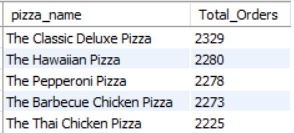 pizza_name Total_Orders
The Classic Deluxe Pizza 2329
The Hawaiian Pizza 2280
The Pepperoni Pizza 2278
The Barbecue Chicken Pizza 2273
The Thai Chicken Pizza 2225